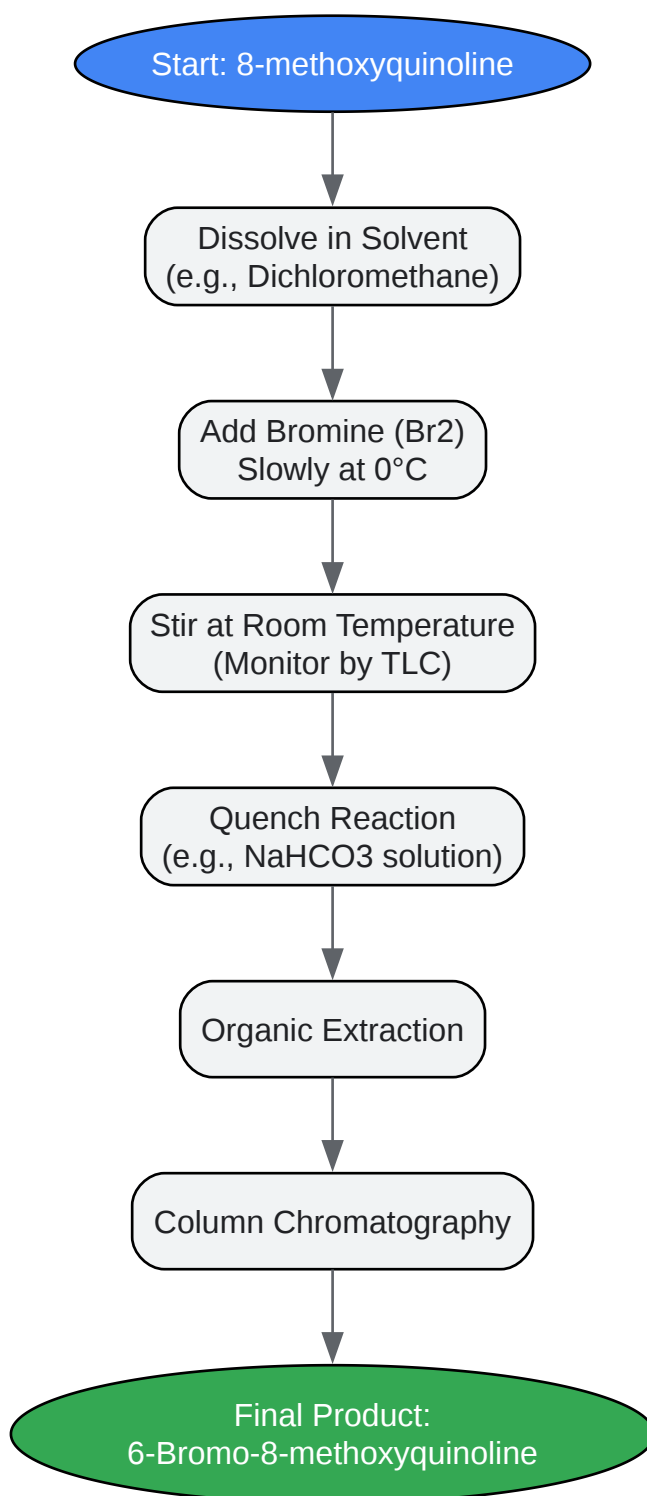 Start: 8-methoxyquinoline
Dissolve in Solvent
(e.g., Dichloromethane)
Add Bromine (Br2)
Slowly at 0°C
Stir at Room Temperature
(Monitor by TLC)
Quench Reaction
(e.g., NaHCO3 solution)
Organic Extraction
Column Chromatography
Final Product:
6-Bromo-8-methoxyquinoline